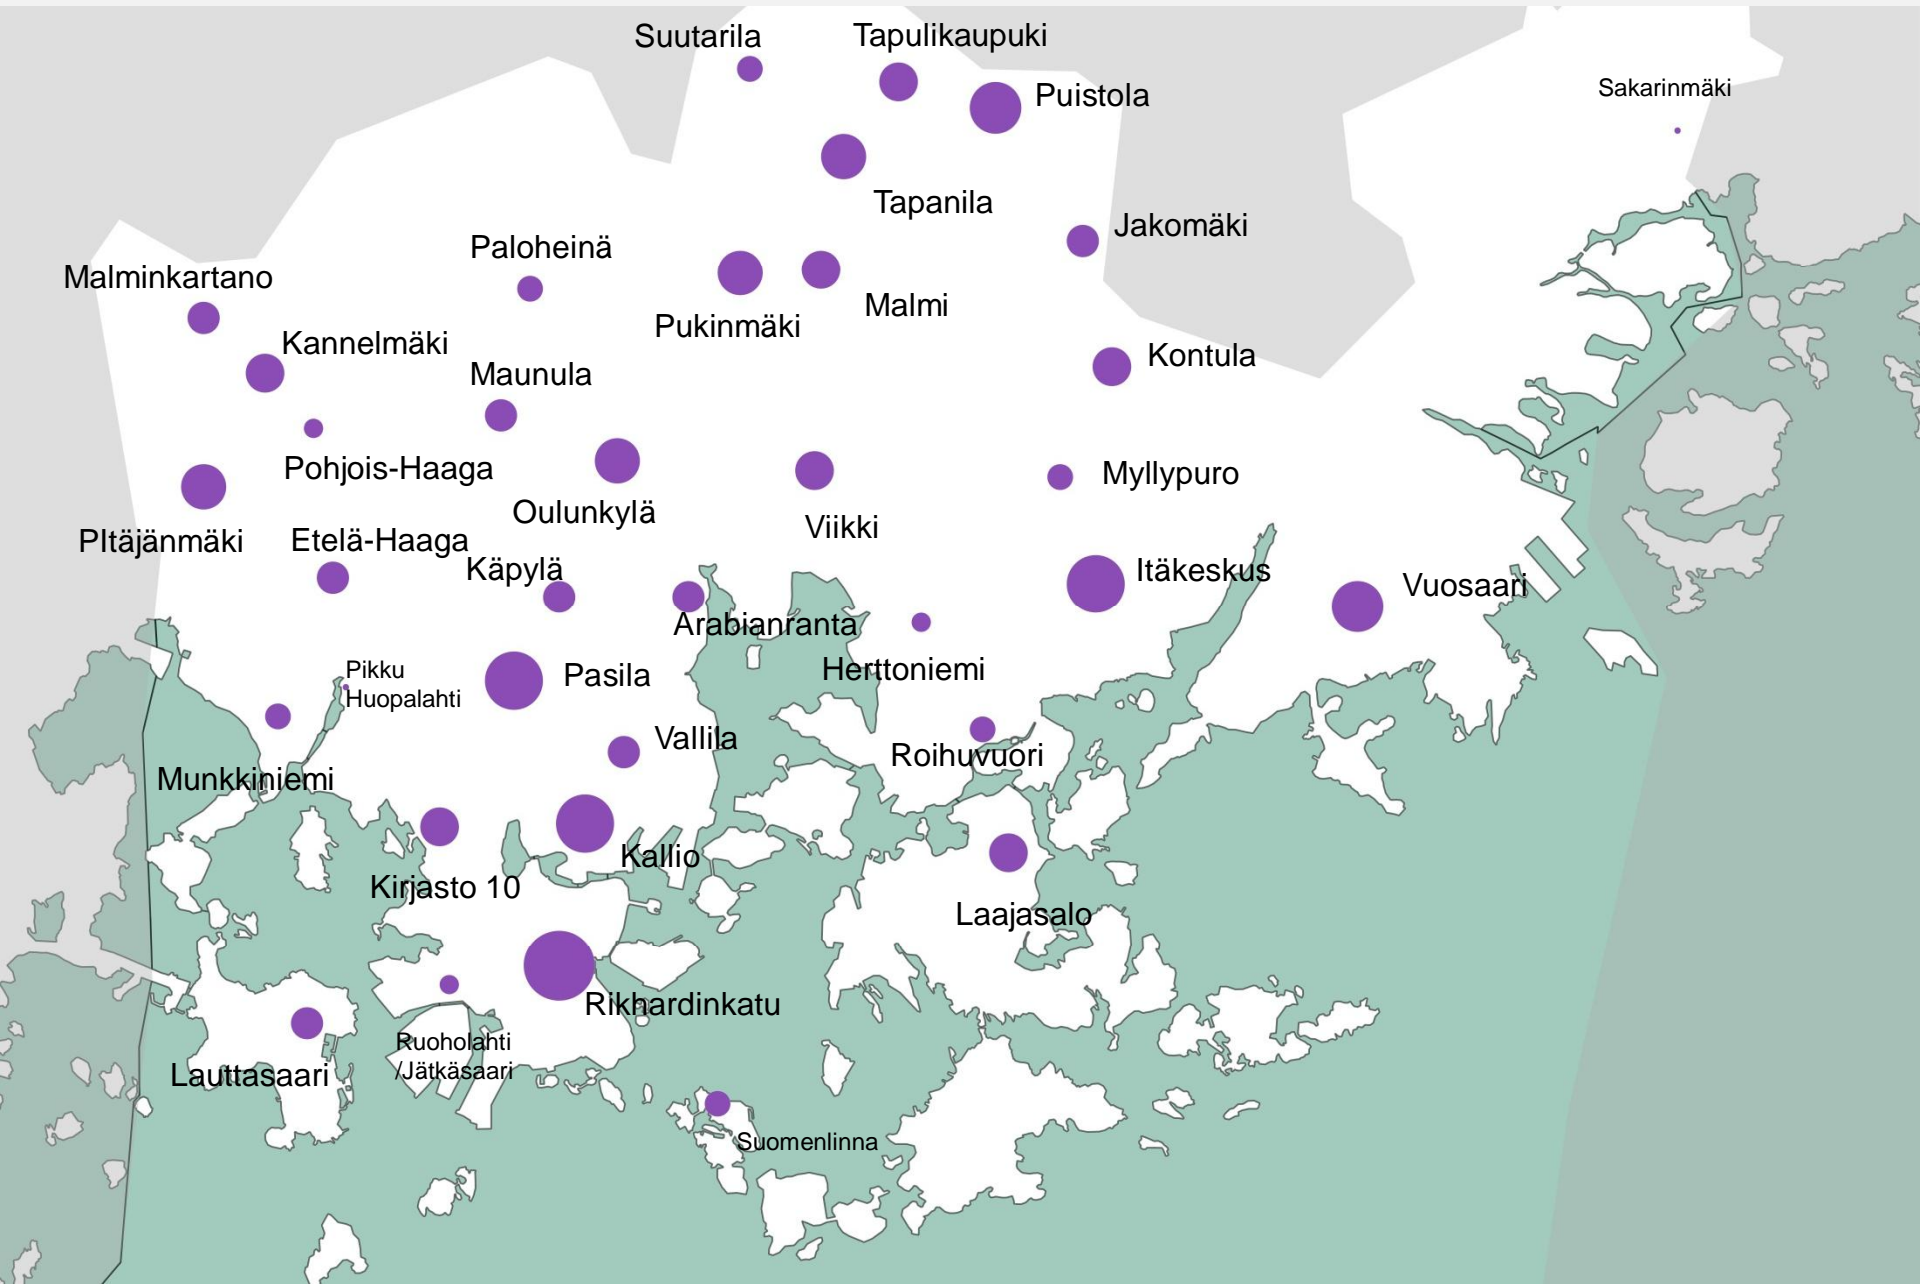 Suutarila
Tapulikaupuki
Puistola
Sakarinmäki
Tapanila
Jakomäki
Paloheinä
Malminkartano
Malmi
Pukinmäki
Kannelmäki
Kontula
Maunula
Pohjois-Haaga
Myllypuro
Oulunkylä
Viikki
PItäjänmäki
Etelä-Haaga
Käpylä
Itäkeskus
Vuosaari
Arabianranta
Herttoniemi
Pikku
Huopalahti
Pasila
Vallila
Roihuvuori
Munkkiniemi
Kallio
Kirjasto 10
Laajasalo
Rikhardinkatu
Ruoholahti
/Jätkäsaari
Lauttasaari
Suomenlinna